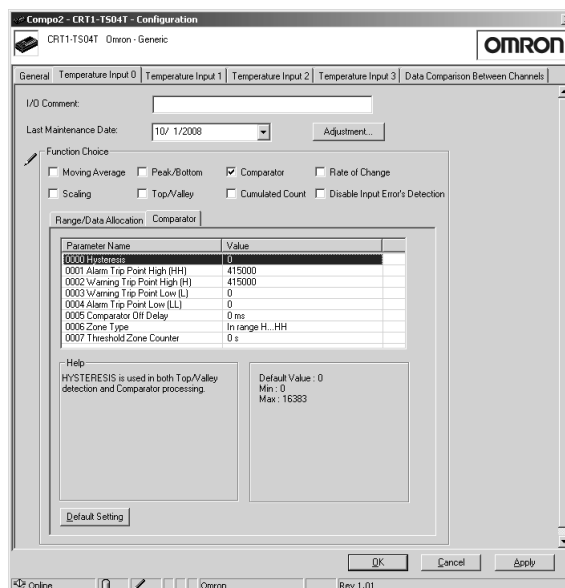 Compo2 - CRT1-TS04T - Configuration
CRT1-TS04T Omron - Generic
OMRON
General Temperature Input 0 Temperature Input 1 Temperature Input 2 Temperature Input 3 Data Comparison Between Channels
I/O Comment:
Last Maintenance Date: 10/ 1/2008 Adjustment...
Function Choice
Moving Average Peak/Bottom Comparator Rate of Change
Scaling Top/Valley Cumulated Count Disable Input Error's Detection
Range/Data Allocation Comparator
Parameter Name Value
0000 Hysteresis 0
0001 Alarm Trip Point High (HH) 415000
0002 Warning Trip Point High (H) 415000
0003 Warning Trip Point Low (L) 0
0004 Alarm Trip Point Low (LL) 0
0005 Comparator Off Delay 0 ms
0006 Zone Type In range H...HH
0007 Threshold Zone Counter 0 s
Help
HYSTERESIS is used in both Top/Valley
detection and Comparator processing.
Default Value : 0
Min : 0
Max : 16383
Default Setting
OK Cancel Apply
Online Omron Rev 1.01